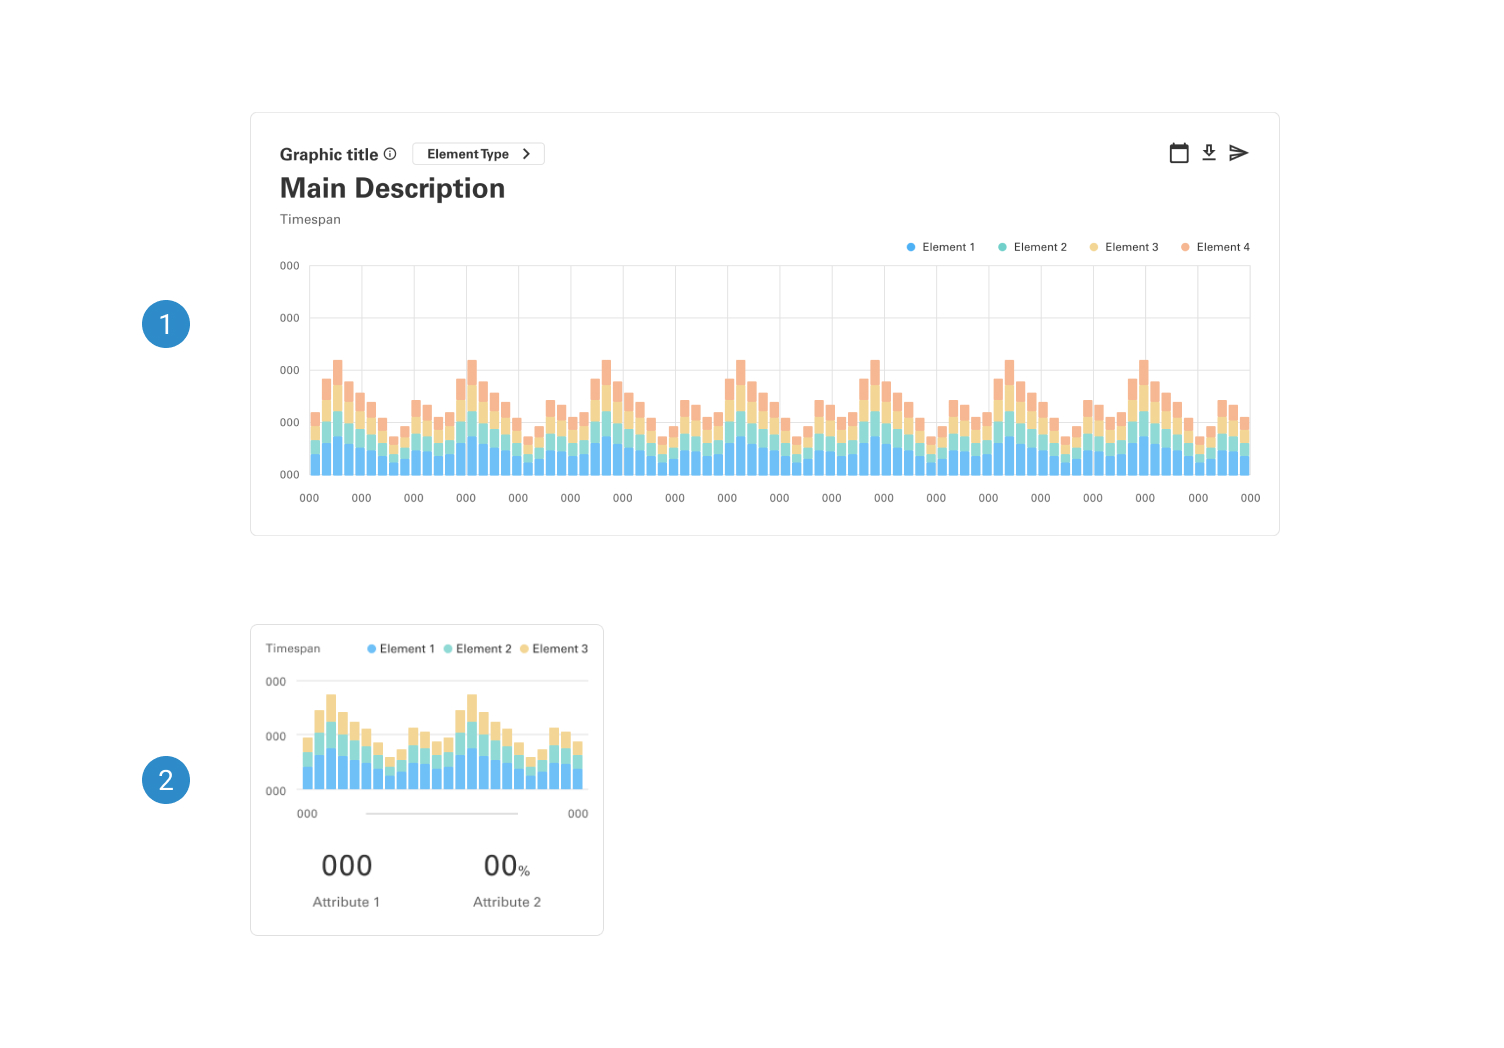 Graphic title Element Type
Main Description
Timespan
Element 1 Element 2 Element 3 Element 4
000
000
000
000
000
000 000 000 000 000 000 000 000 000 000 000 000 000 000 000 000 000 000 000
1
Timespan Element 1 Element 2 Element 3
000
000
000
000 000
2
000 00%
Attribute 1 Attribute 2